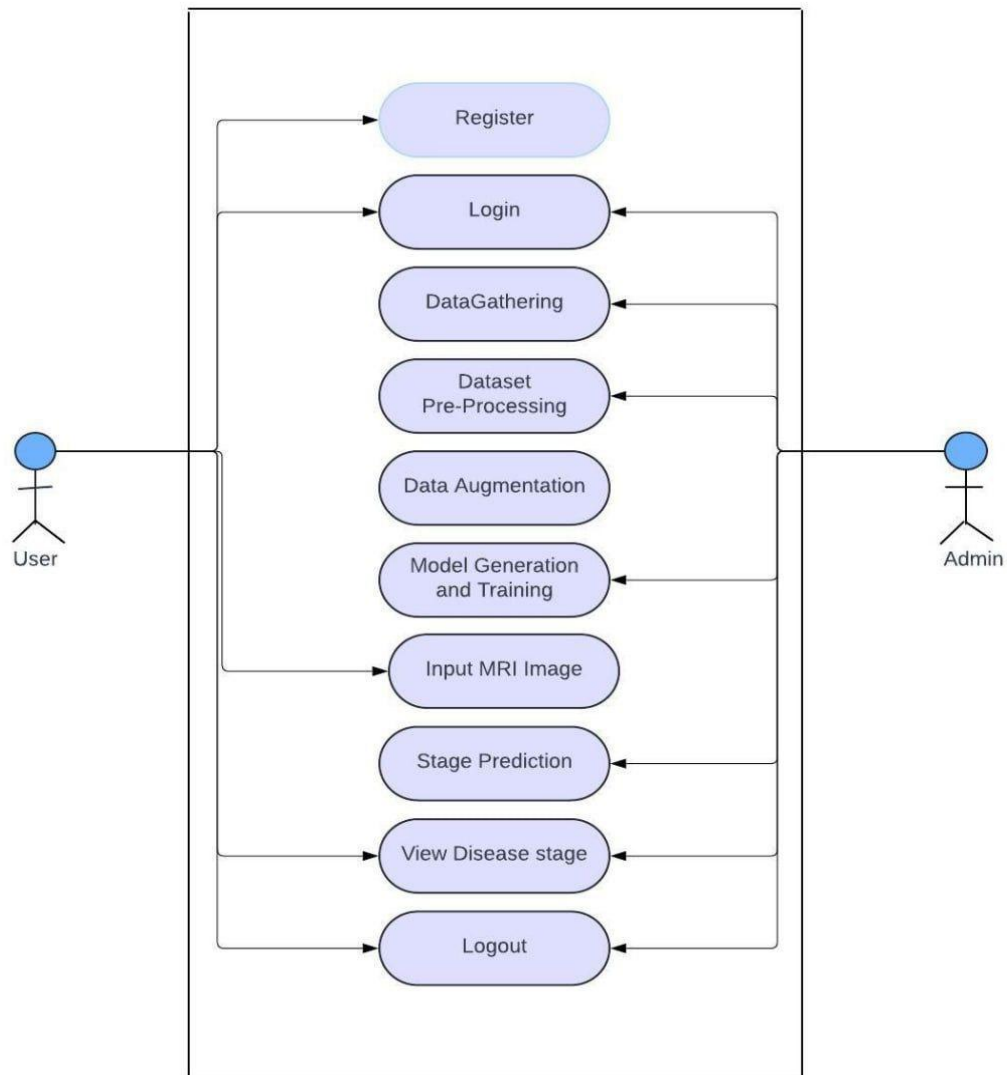 Register
Login
DataGathering
Dataset
Pre-Processing
Data Augmentation
User
Admin
Model Generation
and Training
Input MRI Image
Stage Prediction
View Disease stage
Logout